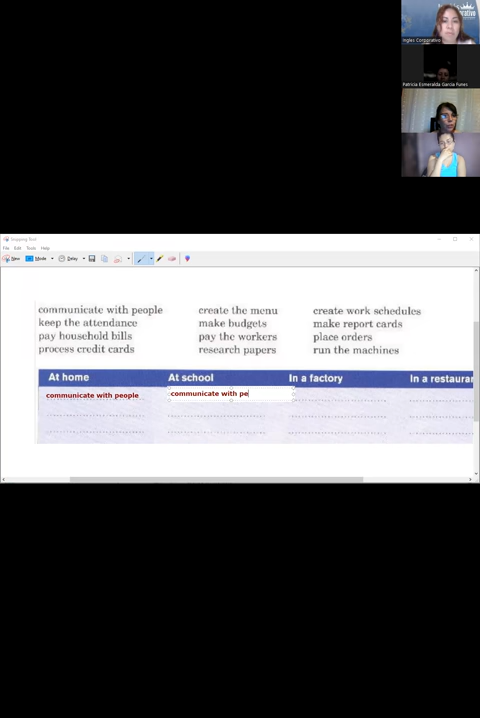 Inglés Corporativo
Patricia Esmeralda Garcia Funes
Snipping Tool
File Edit Tools Help
New Mode Delay
communicate with people create the menu create work schedules
keep the attendance make budgets make report cards
pay household bills pay the workers place orders
process credit cards research papers run the machines
At home At school In a factory In a restaurar
communicate with people communicate with pe